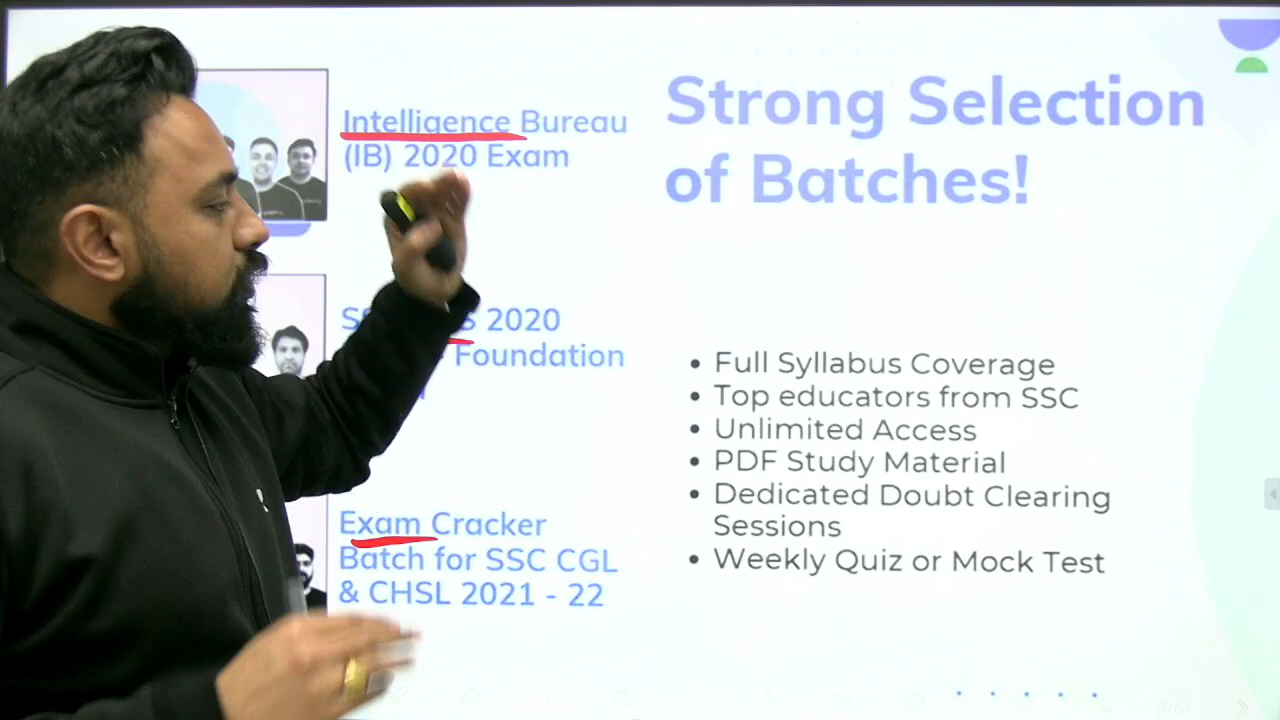 Intelligence Bureau
(IB) 2020 Exam
2020
Foundation
Exam Cracker
Batch for SSC CGL
& CHSL 2021 - 22
Strong Selection
of Batches!
• Full Syllabus Coverage
• Top educators from SSC
• Unlimited Access
• PDF Study Material
• Dedicated Doubt Clearing
Sessions
• Weekly Quiz or Mock Test